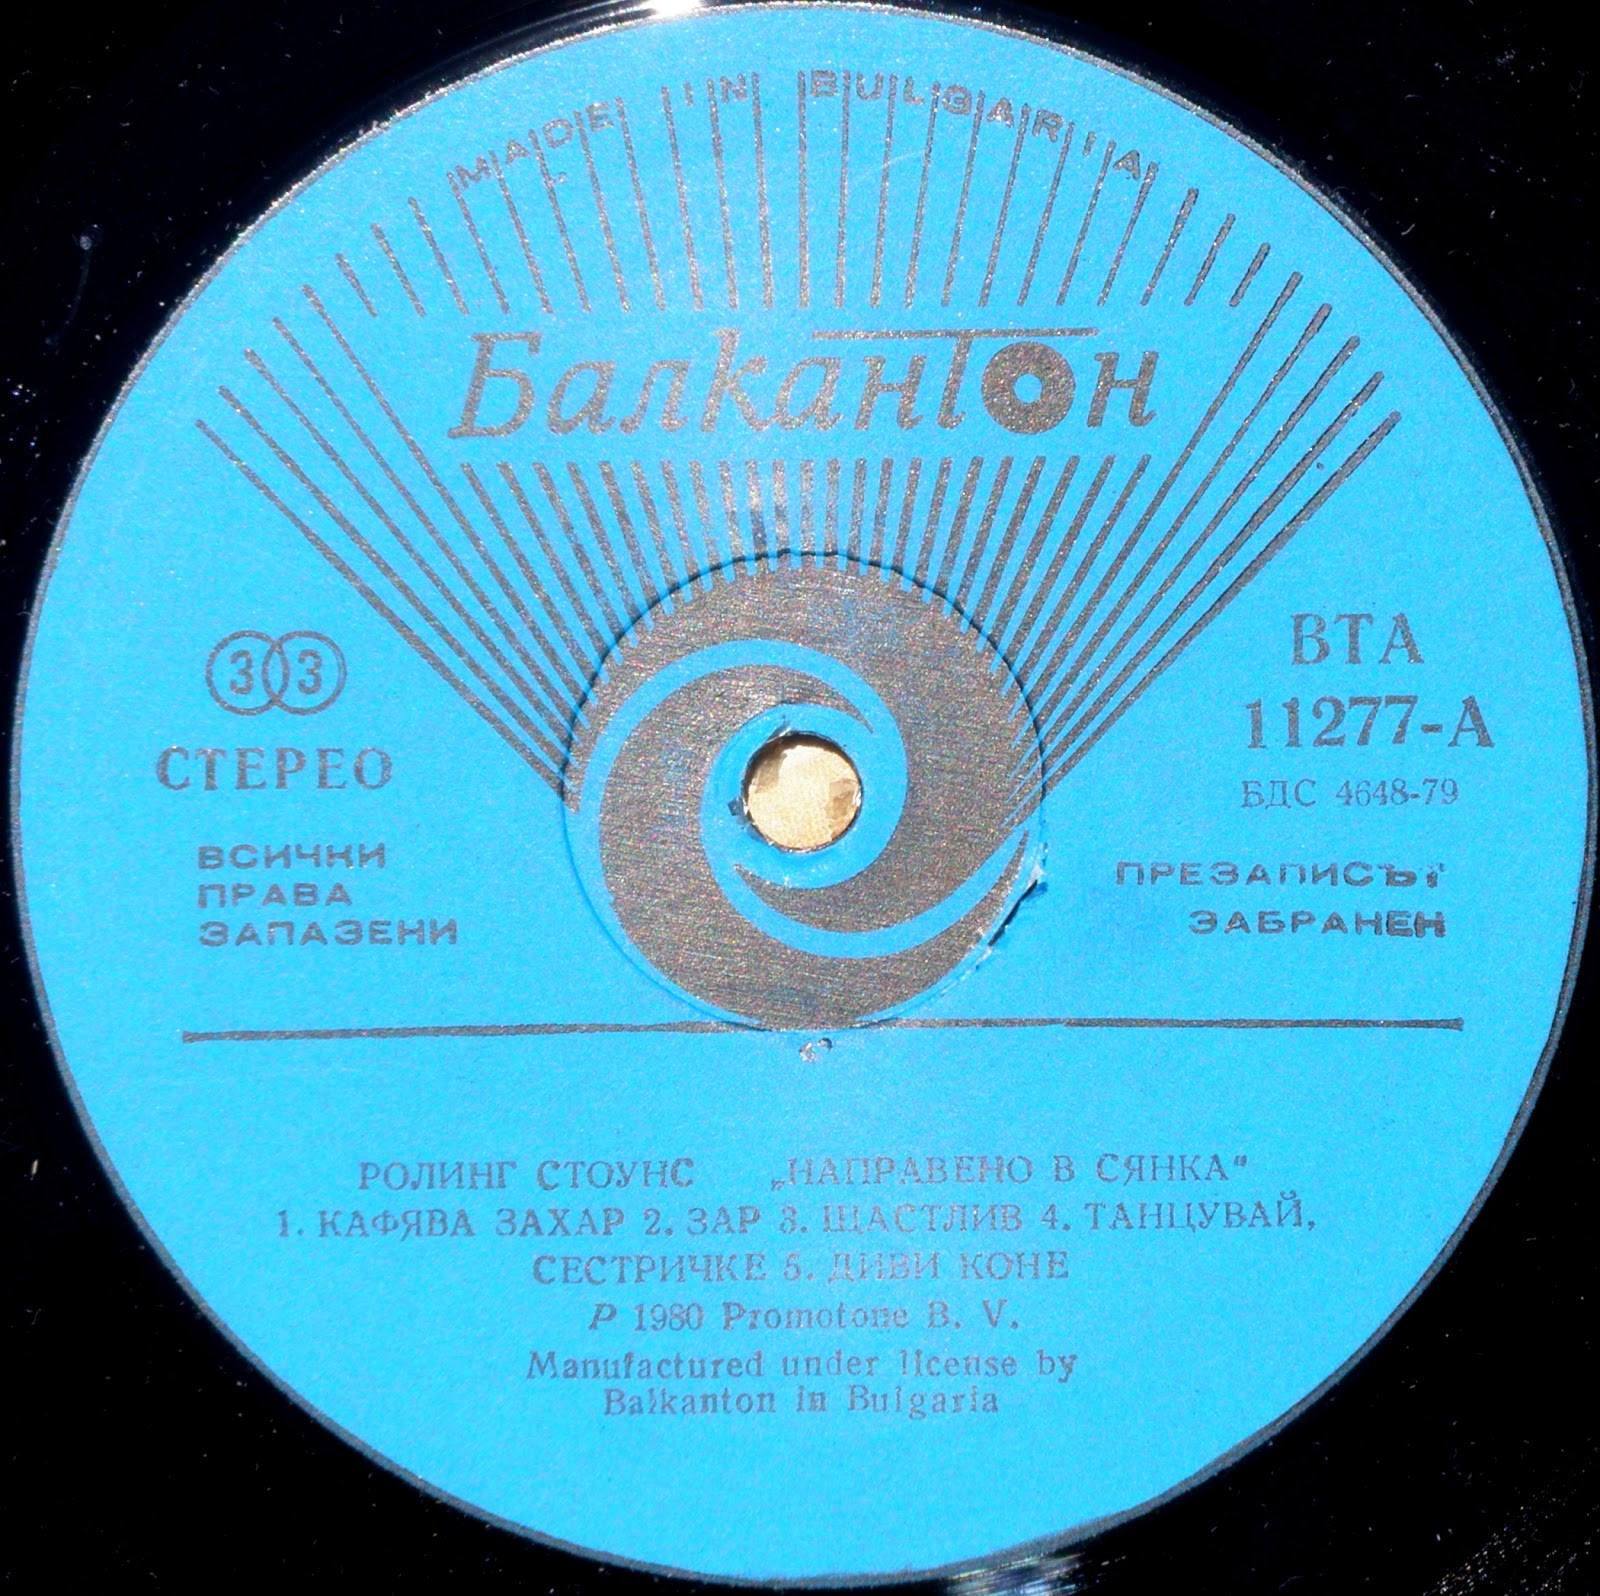 MADE IN BULGARIA
Балкантон
33
СТЕРЕО
ВСИЧКИ
ПРАВА
ЗАПАЗЕНИ
ВТА
11277-А
БДС 4648-79
ПРЕЗАПИСЪТ
ЗАБРАНЕН
РОЛИНГ СТОУНС „НАПРАВЕНО В СЯНКА"
1. КАФЯВА ЗАХАР 2. ЗАР 3. ЩАСТЛИВ 4. ТАНЦУВАЙ,
СЕСТРИЧКЕ 5. ДИВИ КОНЕ
P 1980 Promotone B. V.
Manufactured under license by
Balkanton in Bulgaria